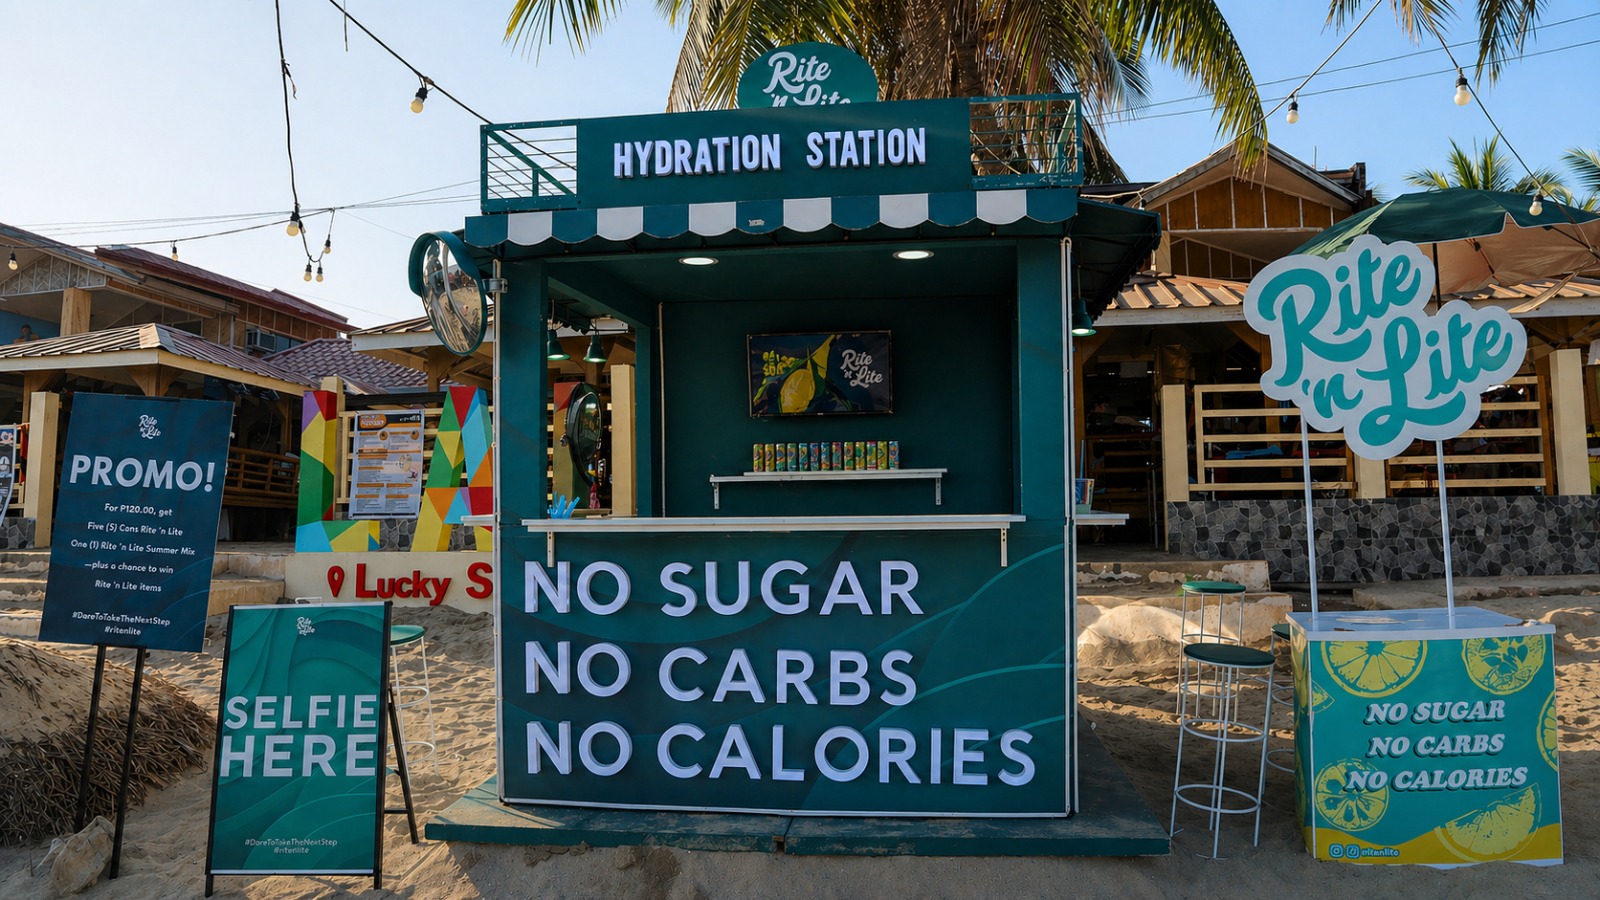 Rite
'n Lite
HYDRATION STATION
Rite
'n Lite
Rite
'n Lite
PROMO!
For P120.00, get
Five (5) Cans Rite 'n Lite
One (1) Rite 'n Lite Summer Mix
—plus a chance to win
Rite 'n Lite items
#DareToTakeTheNextStep
#ritenlite
LA
Lucky S
Rite
'n Lite
SELFIE
HERE
#DareToTakeTheNextStep
#ritenlite
NO SUGAR
NO CARBS
NO CALORIES
Rite
'n Lite
NO SUGAR
NO CARBS
NO CALORIES